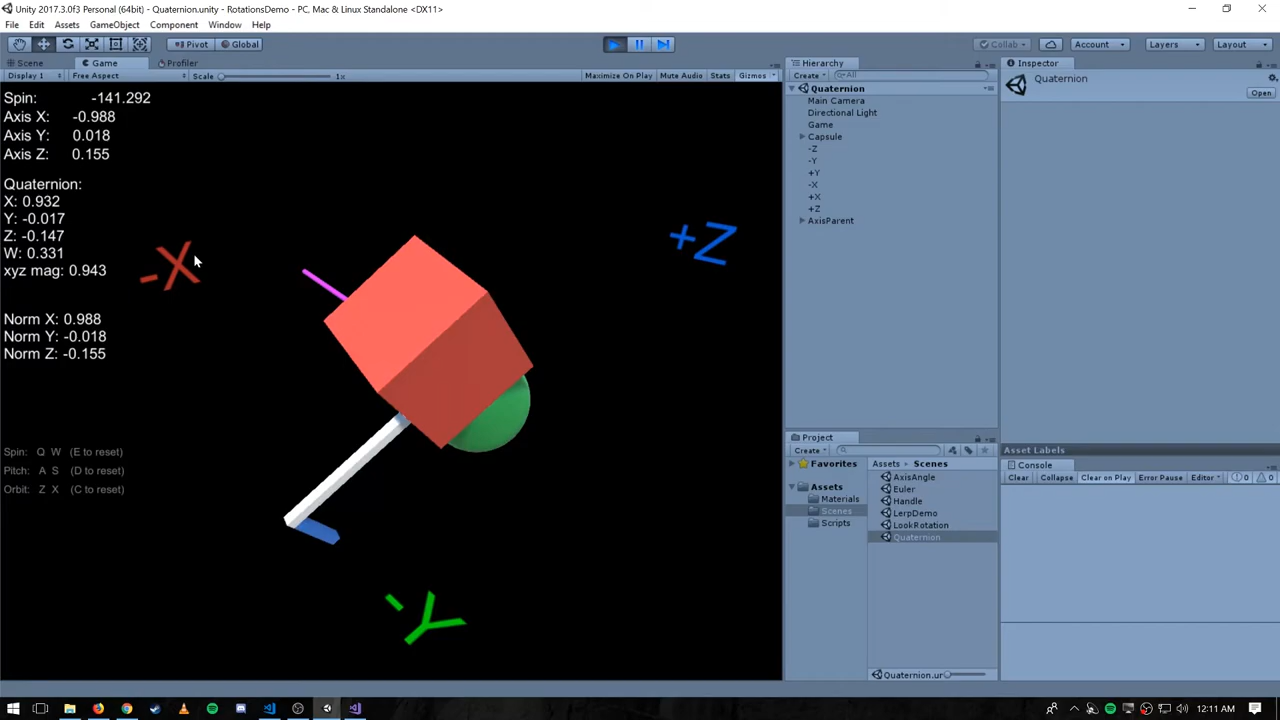 Unity 2017.3.0f3 Personal (64bit) - Quaternion.unity - RotationsDemo - PC, Mac & Linux Standalone <DX11>
File Edit Assets GameObject Component Window Help
Pivot Global Collab Account Layers Layout
Scene Game Profiler
Display 1 Free Aspect Scale 1x Maximize On Play Mute Audio Stats Gizmos
Spin: -141.292
Axis X: -0.988
Axis Y: 0.018
Axis Z: 0.155
Quaternion:
X: 0.932
Y: -0.017
Z: -0.147
W: 0.331
xyz mag: 0.943
Norm X: 0.988
Norm Y: -0.018
Norm Z: -0.155
Spin: Q W (E to reset)
Pitch: A S (D to reset)
Orbit: Z X (C to reset)
-X
+Z
-Y
Hierarchy
Create All
Quaternion
Main Camera
Directional Light
Game
Capsule
-Z
-Y
+Y
-X
+X
+Z
AxisParent
Project
Create
Favorites
Assets
Materials
Scenes
Scripts
Assets Scenes
AxisAngle
Euler
Handle
LerpDemo
LookRotation
Quaternion
Quaternion.ur
Inspector
Quaternion
Open
Asset Labels
Console
Clear Collapse Clear on Play Error Pause Editor 0 0
12:11 AM